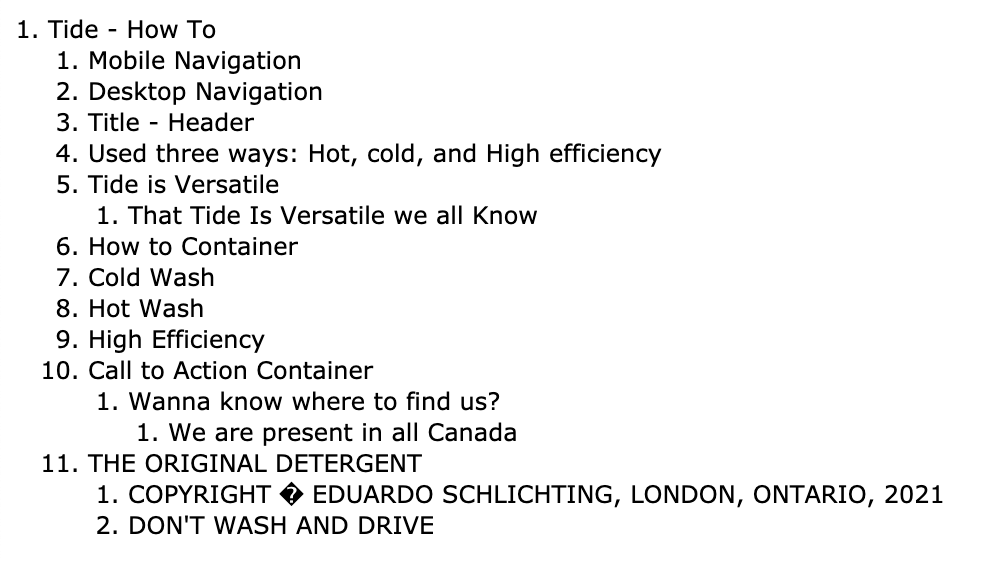 1. Tide - How To
1. Mobile Navigation
2. Desktop Navigation
3. Title - Header
4. Used three ways: Hot, cold, and High efficiency
5. Tide is Versatile
1. That Tide Is Versatile we all Know
6. How to Container
7. Cold Wash
8. Hot Wash
9. High Efficiency
10. Call to Action Container
1. Wanna know where to find us?
1. We are present in all Canada
11. THE ORIGINAL DETERGENT
1. COPYRIGHT � EDUARDO SCHLICHTING, LONDON, ONTARIO, 2021
2. DON'T WASH AND DRIVE